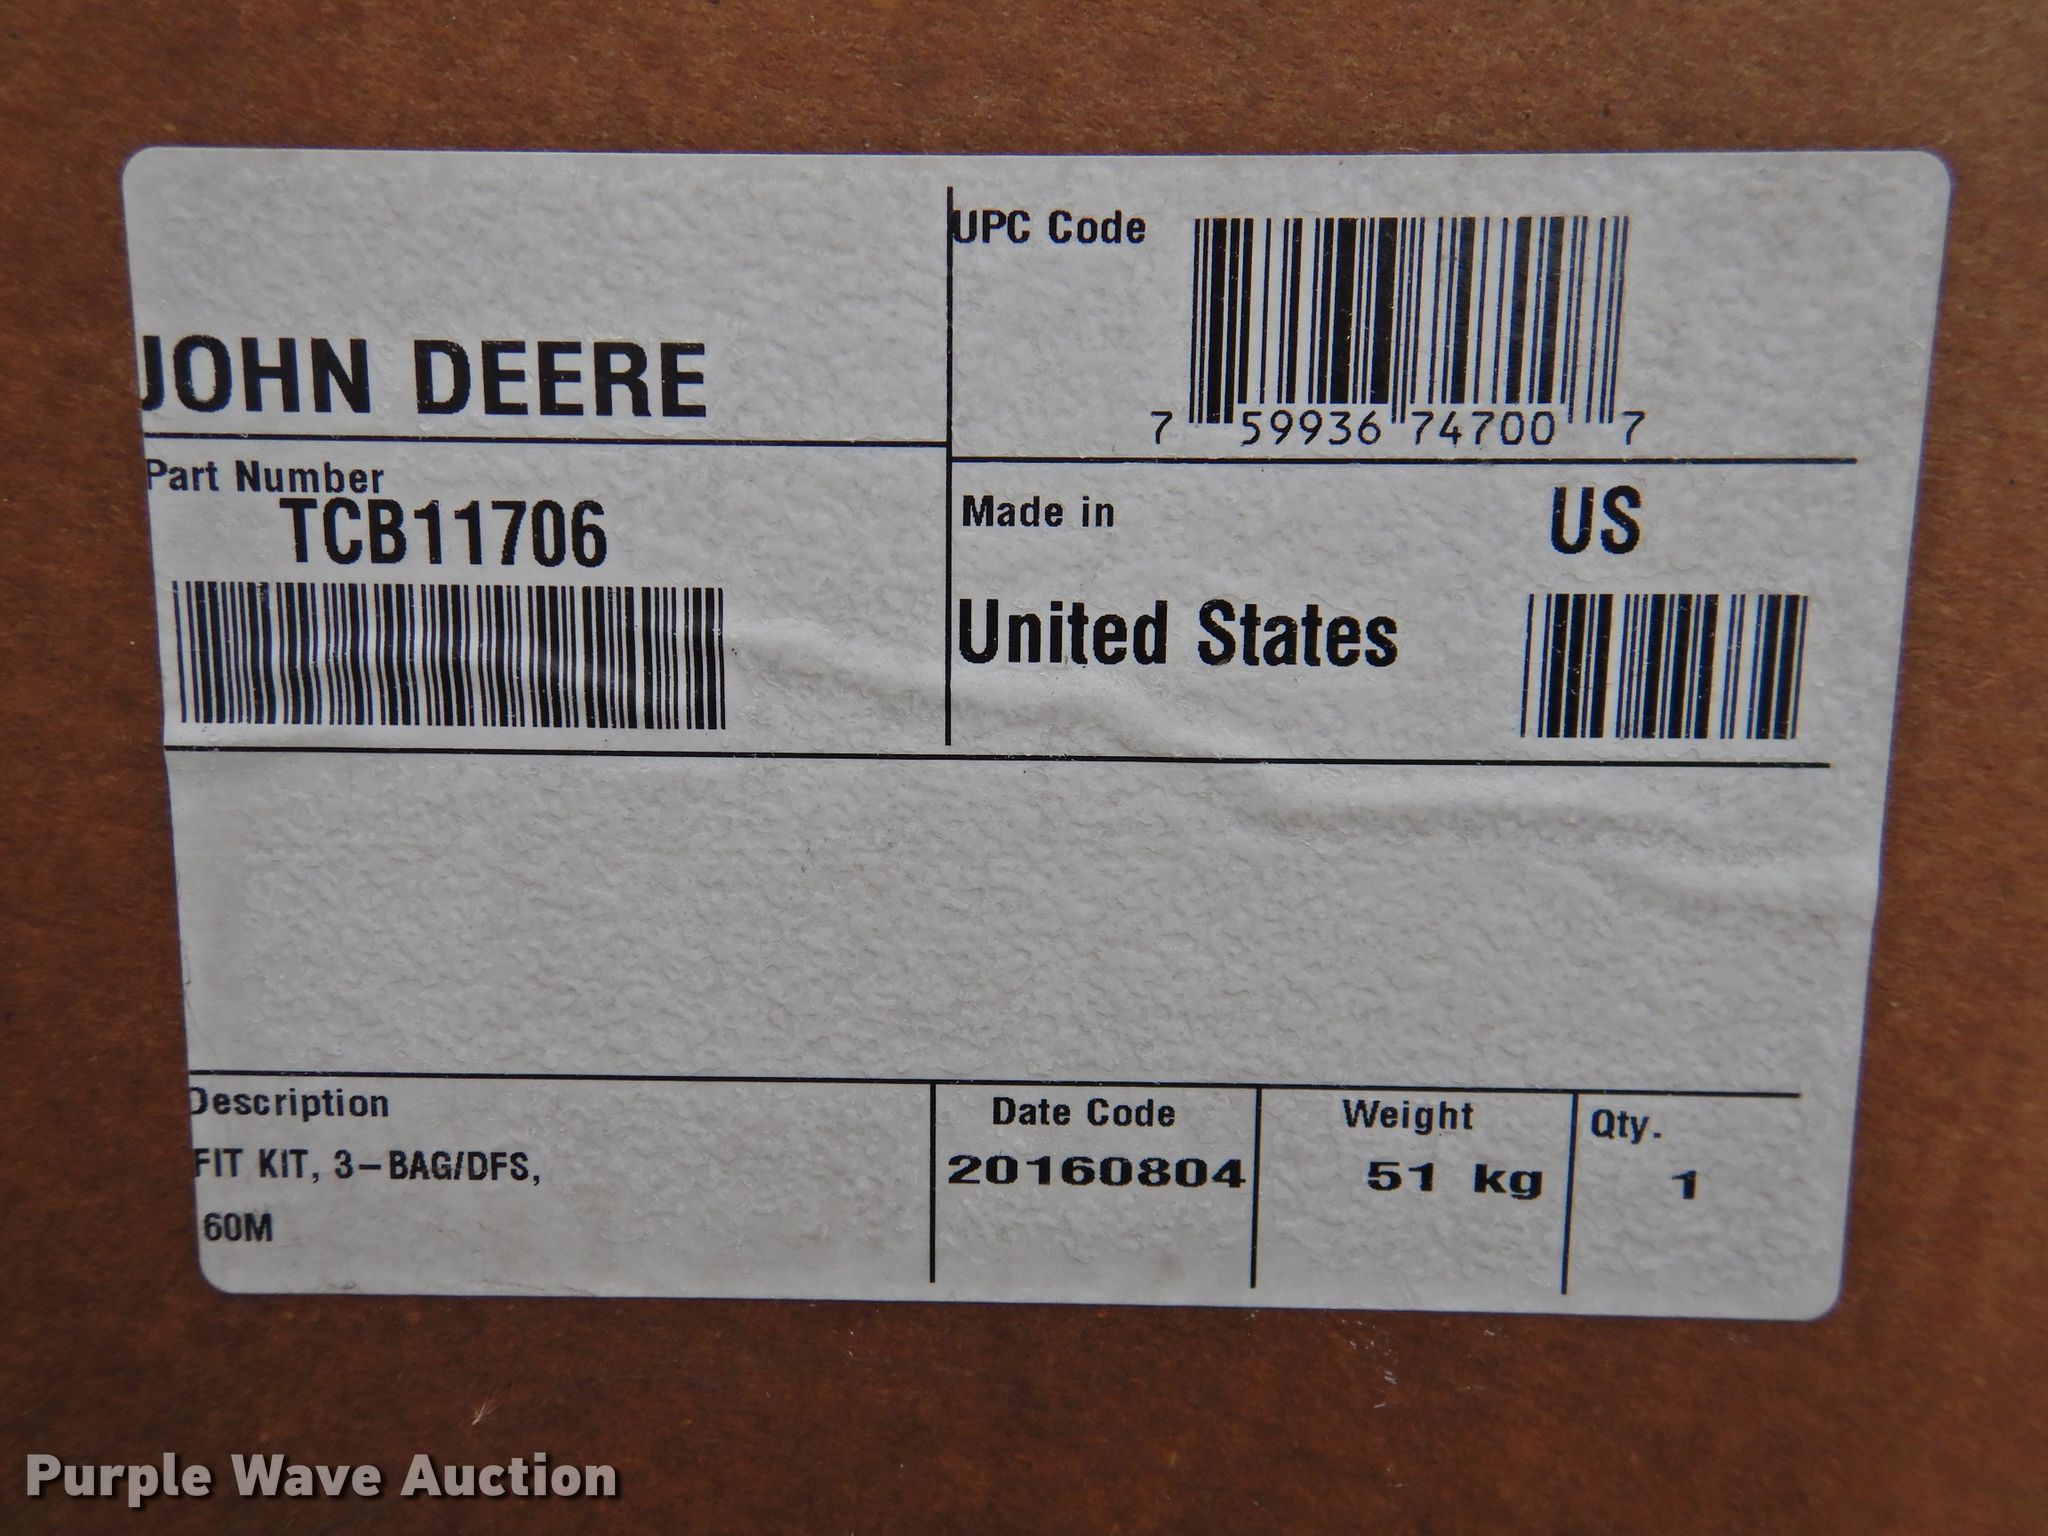 JOHN DEERE
Part Number
TCB11706
UPC Code
7 59936 74700 7
Made in
US
United States
Description
FIT KIT, 3-BAG/DFS,
60M
Date Code
20160804
Weight
51 kg
Qty.
1
Purple Wave Auction